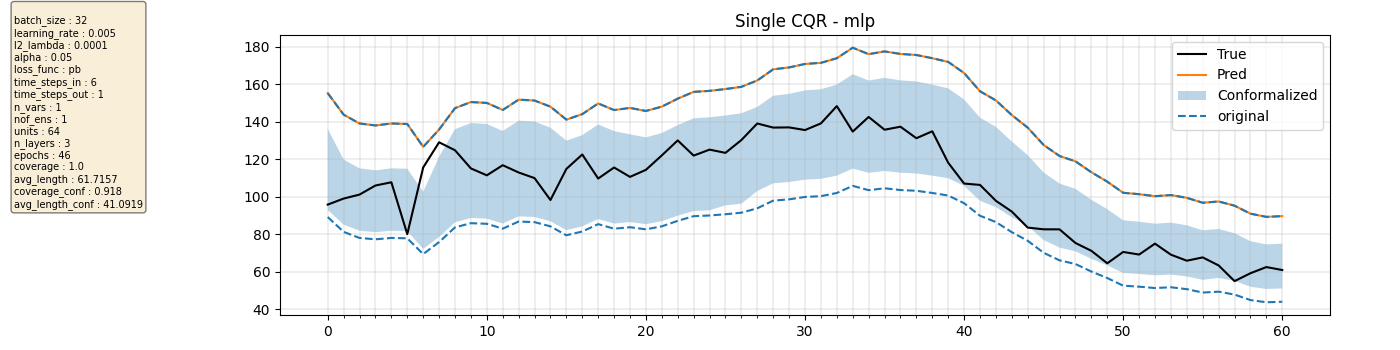 batch_size : 32
learning_rate : 0.005
l2_lambda : 0.0001
alpha : 0.05
loss_func : pb
time_steps_in : 6
time_steps_out : 1
n_vars : 1
nof_ens : 1
units : 64
n_layers : 3
epochs : 46
coverage : 1.0
avg_length : 61.7157
coverage_conf : 0.918
avg_length_conf : 41.0919
Single CQR - mlp
180
160
140
120
100
80
60
40
True
Pred
Conformalized
original
0 10 20 30 40 50 60